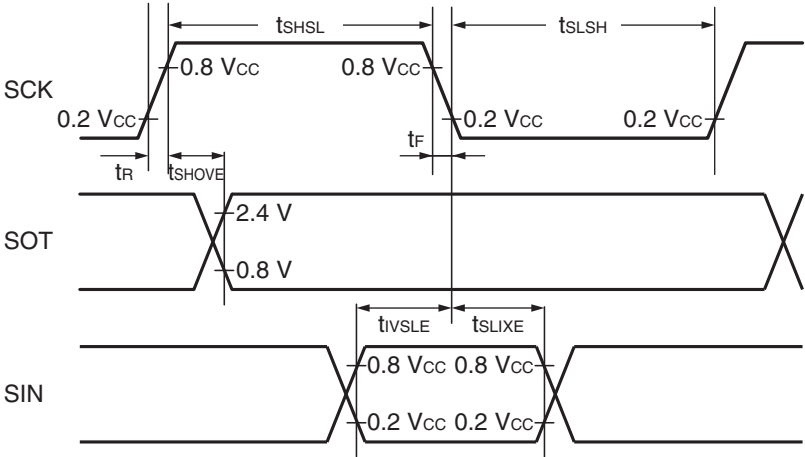 tSHSL tSLSH
SCK 0.8 VCC 0.8 VCC
0.2 VCC 0.2 VCC 0.2 VCC
tR tSHOVE tF
SOT 2.4 V
0.8 V
tIVSLE tSLIXE
SIN 0.8 VCC 0.8 VCC
0.2 VCC 0.2 VCC